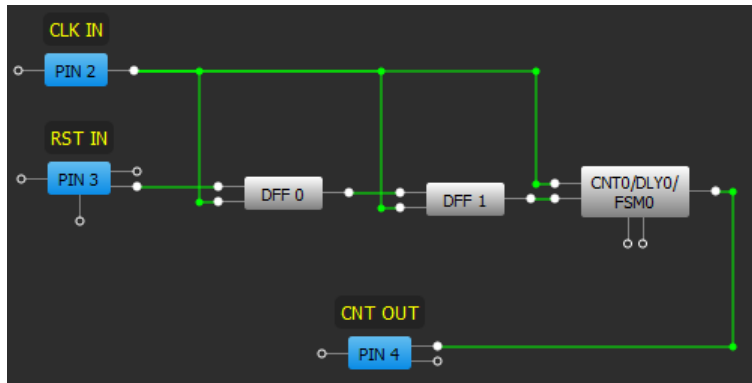 CLK IN
PIN 2
RST IN
PIN 3
DFF 0
DFF 1
CNT0/DLY0/
FSM0
CNT OUT
PIN 4